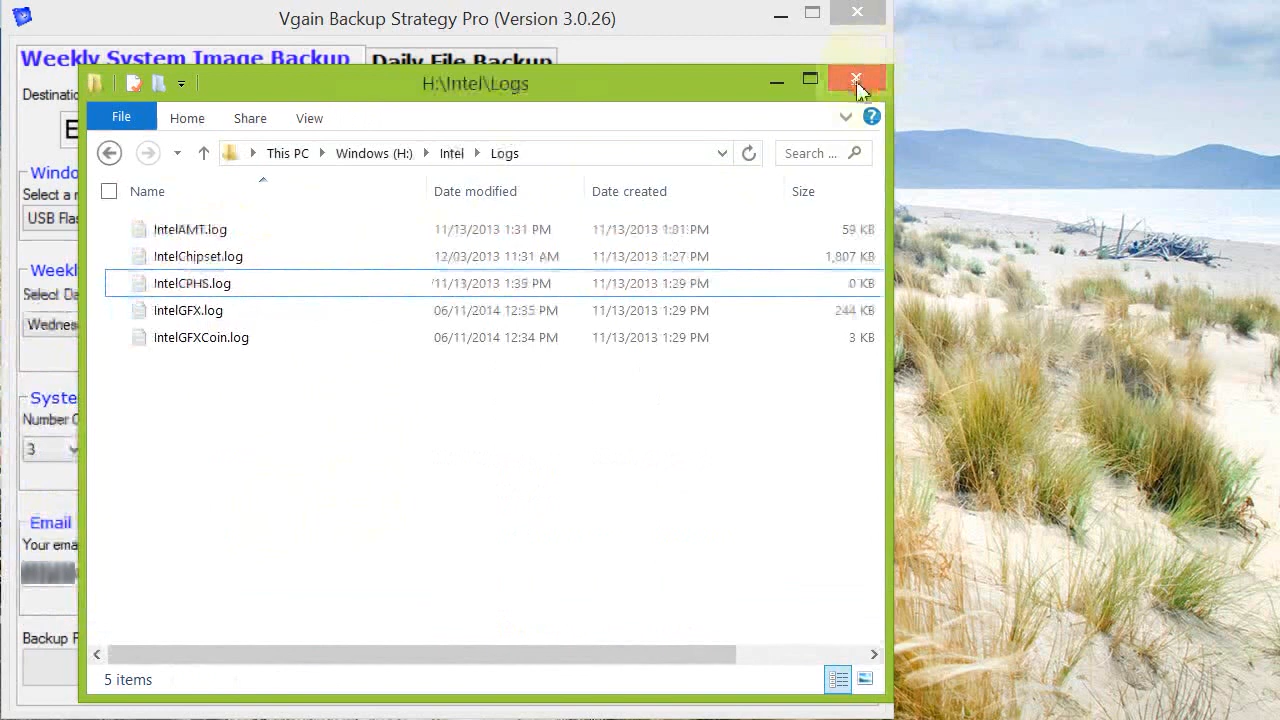 Vgain Backup Strategy Pro (Version 3.0.26)
Weekly System Image Backup Daily File Backup
H:\Intel\Logs
Destinatio
File Home Share View
E
This PC Windows (H:) Intel Logs Search ...
Windo
Select a r
Name Date modified Date created Size
USB Flas
IntelAMT.log 11/13/2013 1:31 PM 11/13/2013 1:31 PM 59 KB
IntelChipset.log 12/03/2013 11:31 AM 11/13/2013 1:27 PM 1,807 KB
Weekl
IntelCPHS.log 11/13/2013 1:39 PM 11/13/2013 1:29 PM 0 KB
Select Da
IntelGFX.log 06/11/2014 12:35 PM 11/13/2013 1:29 PM 244 KB
Wednes
IntelGFXCoin.log 06/11/2014 12:34 PM 11/13/2013 1:29 PM 3 KB
Syste
Number O
3
Email
Your ema
Backup F
5 items